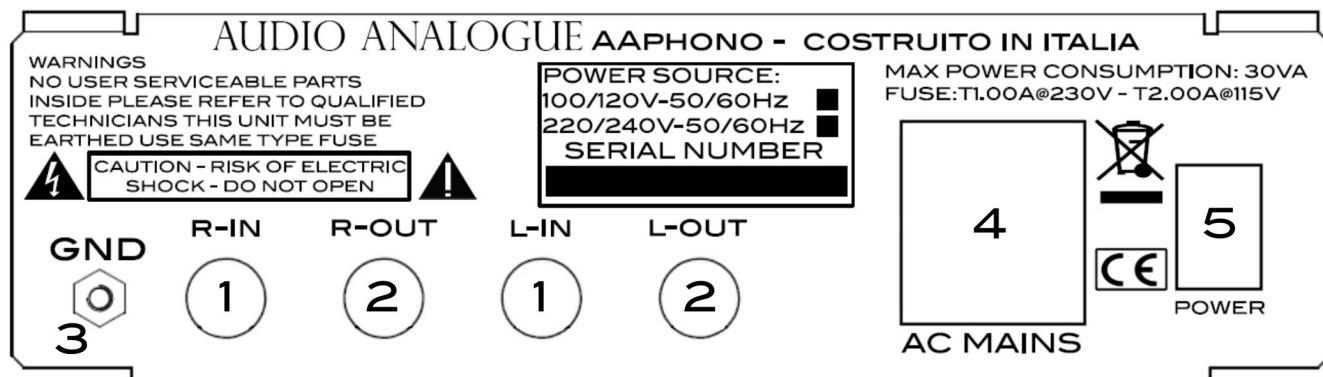 AUDIO ANALOGUE AAPHONO - COSTRUITO IN ITALIA
WARNINGS
NO USER SERVICEABLE PARTS
INSIDE PLEASE REFER TO QUALIFIED
TECHNICIANS THIS UNIT MUST BE
EARTHED USE SAME TYPE FUSE
CAUTION - RISK OF ELECTRIC
SHOCK - DO NOT OPEN
POWER SOURCE:
100/120V-50/60Hz
220/240V-50/60Hz
SERIAL NUMBER
MAX POWER CONSUMPTION: 30VA
FUSE:T1.00A@230V - T2.00A@115V
GND
3
R-IN
1
R-OUT
2
L-IN
1
L-OUT
2
4
AC MAINS
CE
5
POWER